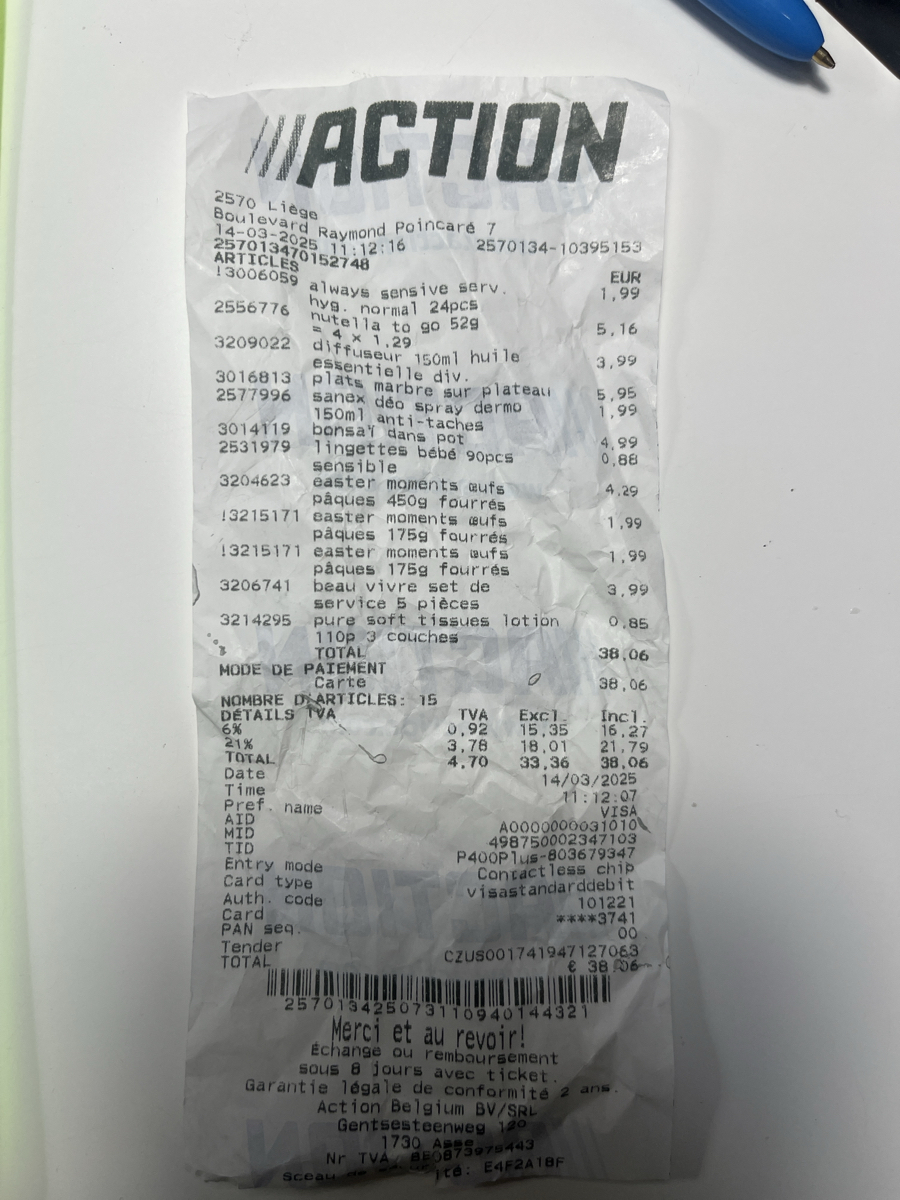 ACTION
2570 Liège
Boulevard Raymond Poincaré 7
14-03-2025 11:12:16 2570134-10395153
257013470152748
ARTICLES EUR
!3006059 always sensive serv. 1,99
hyg. normal 24pcs
2556776 nutella to go 52g 5,16
= 4 x 1,29
3209022 diffuseur 150ml huile 3,99
essentielle div.
3016813 plats marbre sur plateau 5,95
2577996 sanex déo spray dermo 1,99
150ml anti-taches
3014119 bonsaï dans pot 4,99
2531979 lingettes bébé 90pcs 0,88
sensible
3204623 easter moments œufs 4,29
pâques 450g fourrés
!3215171 easter moments œufs 1,99
pâques 175g fourrés
!3215171 easter moments œufs 1,99
pâques 175g fourrés
3206741 beau vivre set de 3,99
service 5 pièces
3214295 pure soft tissues lotion 0,85
110p 3 couches
TOTAL 38,06
MODE DE PAIEMENT
Carte 38,06
NOMBRE D'ARTICLES: 15
DÉTAILS TVA TVA Excl. Incl.
6% 0,92 15,35 16,27
21% 3,78 18,01 21,79
TOTAL 4,70 33,36 38,06
Date 14/03/2025
Time 11:12:07
Pref. name VISA
AID A0000000031010
MID 498750002347103
TID P400Plus-803679347
Entry mode Contactless chip
Card type visastandarddebit
Auth. code 101221
Card ****3741
PAN seq. 00
Tender CZUS001741947127063
TOTAL € 38,06
2570134250731109401443​21
Merci et au revoir!
Échange ou remboursement
sous 8 jours avec ticket.
Garantie légale de conformité 2 ans.
Action Belgium BV/SRL
Gentsesteenweg
1730 Asse
Nr TVA BE0873979443
Sceau E4F2A18F